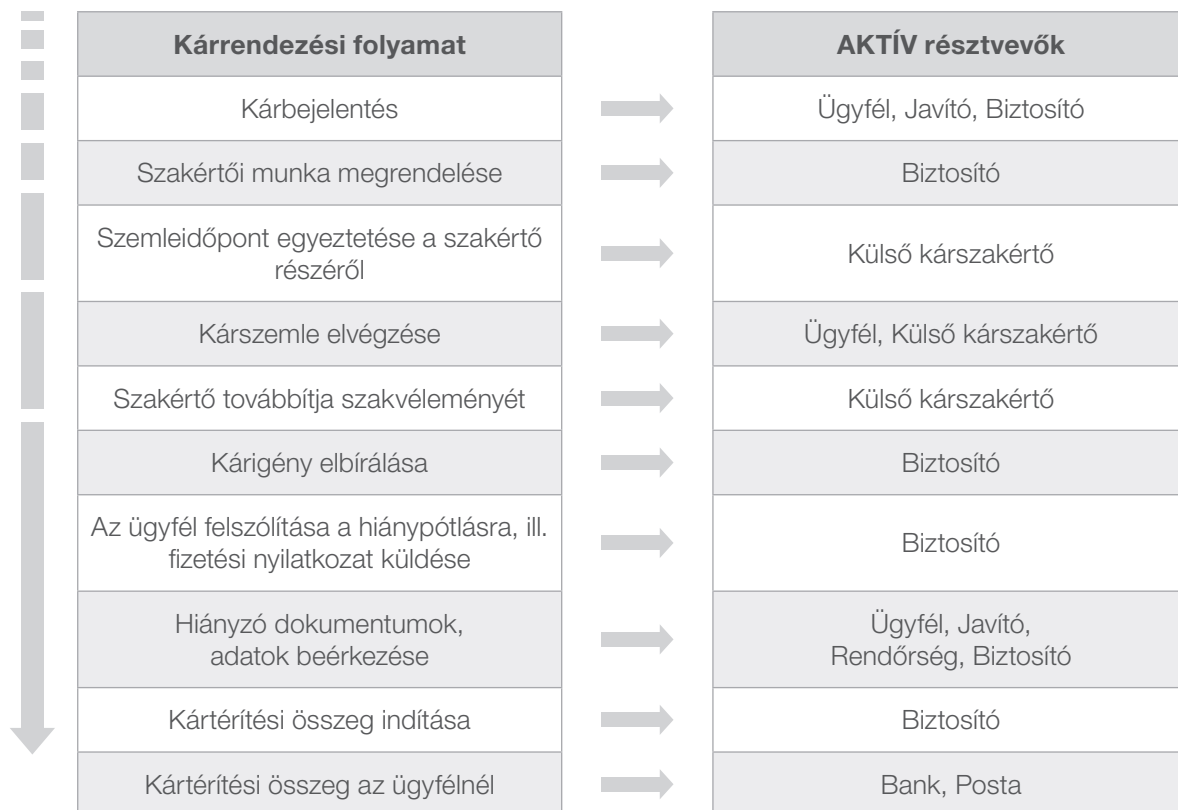 Kárrendezési folyamat
AKTÍV résztvevők
Kárbejelentés
Ügyfél, Javító, Biztosító
Szakértői munka megrendelése
Biztosító
Szemleidőpont egyeztetése a szakértő
részéről
Külső kárszakértő
Kárszemle elvégzése
Ügyfél, Külső kárszakértő
Szakértő továbbítja szakvéleményét
Külső kárszakértő
Kárigény elbírálása
Biztosító
Az ügyfél felszólítása a hiánypótlásra, ill.
fizetési nyilatkozat küldése
Biztosító
Hiányzó dokumentumok,
adatok beérkezése
Ügyfél, Javító,
Rendőrség, Biztosító
Kártérítési összeg indítása
Biztosító
Kártérítési összeg az ügyfélnél
Bank, Posta